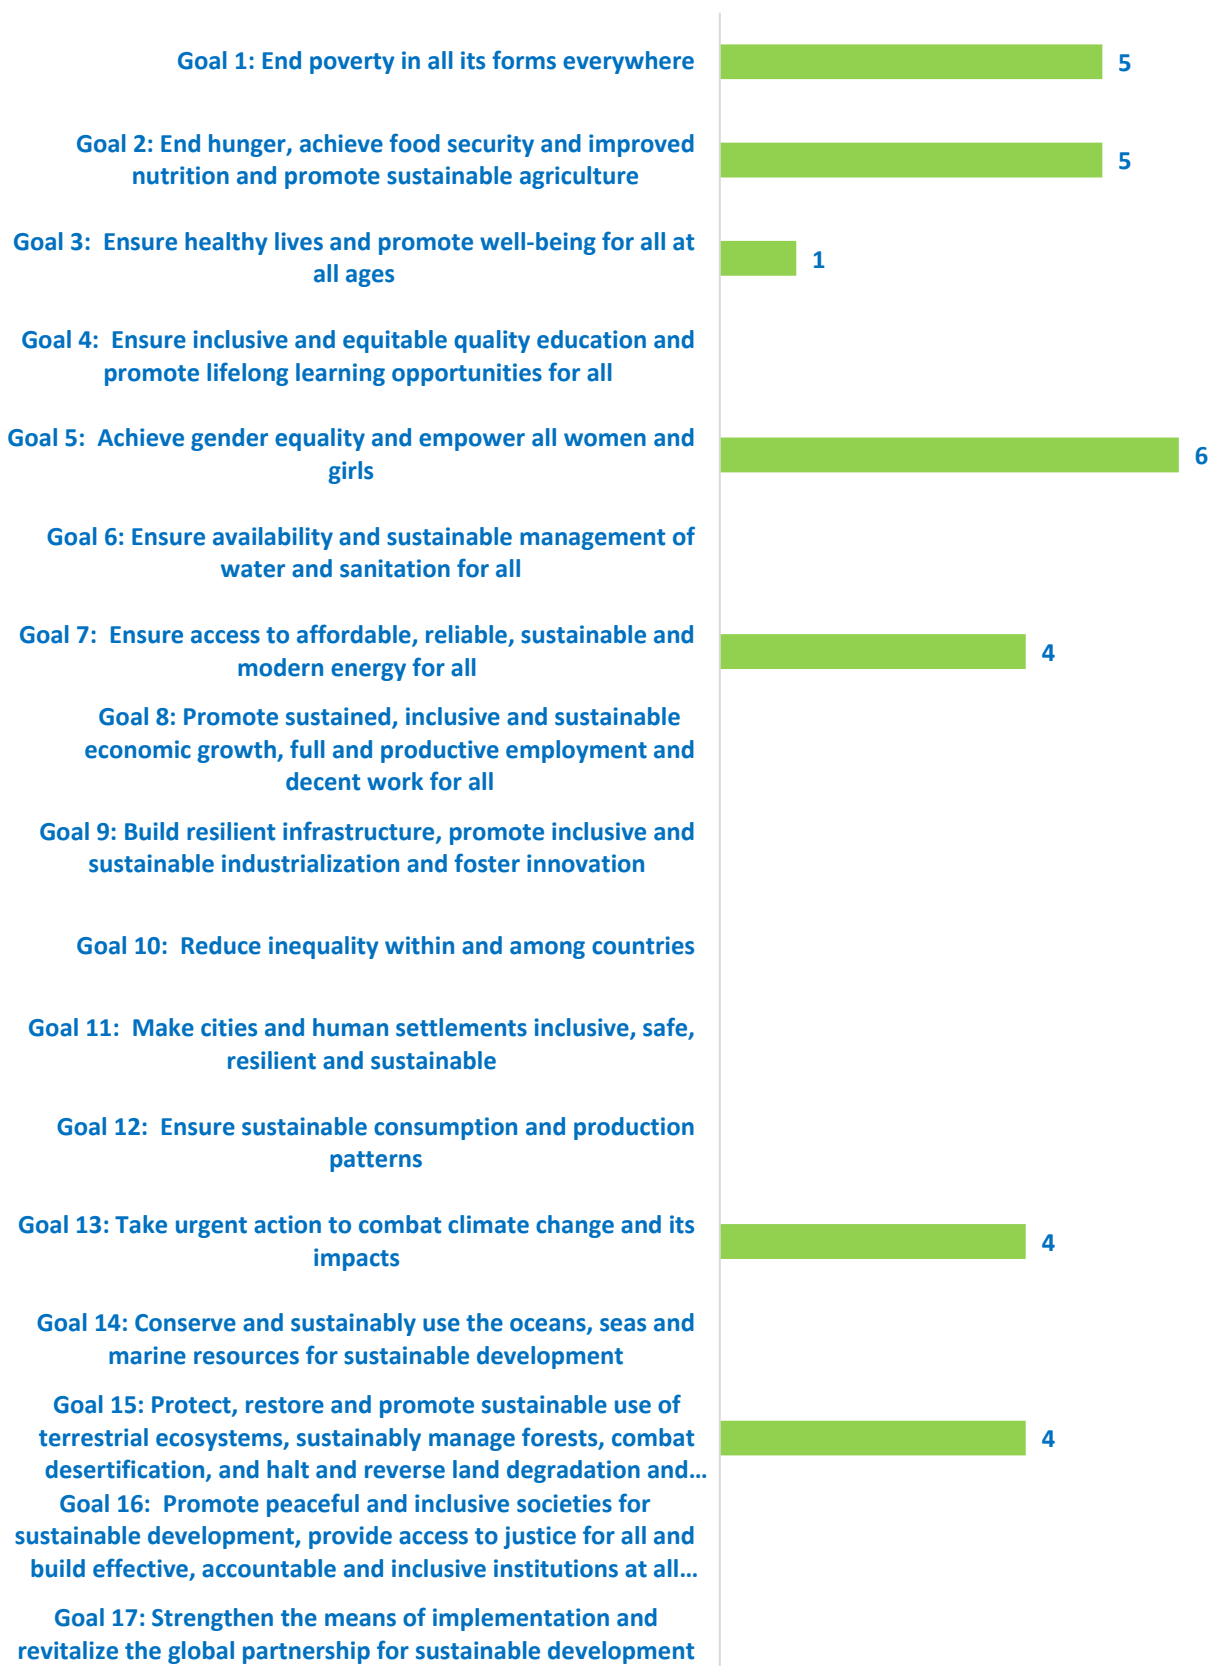 Goal 1: End poverty in all its forms everywhere
5
Goal 2: End hunger, achieve food security and improved
nutrition and promote sustainable agriculture
5
Goal 3:  Ensure healthy lives and promote well-being for all at
all ages
1
Goal 4:  Ensure inclusive and equitable quality education and
promote lifelong learning opportunities for all
Goal 5:  Achieve gender equality and empower all women and
girls
6
Goal 6: Ensure availability and sustainable management of
water and sanitation for all
Goal 7:  Ensure access to affordable, reliable, sustainable and
modern energy for all
4
Goal 8: Promote sustained, inclusive and sustainable
economic growth, full and productive employment and
decent work for all
Goal 9: Build resilient infrastructure, promote inclusive and
sustainable industrialization and foster innovation
Goal 10:  Reduce inequality within and among countries
Goal 11:  Make cities and human settlements inclusive, safe,
resilient and sustainable
Goal 12:  Ensure sustainable consumption and production
patterns
Goal 13: Take urgent action to combat climate change and its
impacts
4
Goal 14: Conserve and sustainably use the oceans, seas and
marine resources for sustainable development
Goal 15: Protect, restore and promote sustainable use of
terrestrial ecosystems, sustainably manage forests, combat
desertification, and halt and reverse land degradation and…
4
Goal 16:  Promote peaceful and inclusive societies for
sustainable development, provide access to justice for all and
build effective, accountable and inclusive institutions at all…
Goal 17: Strengthen the means of implementation and
revitalize the global partnership for sustainable development